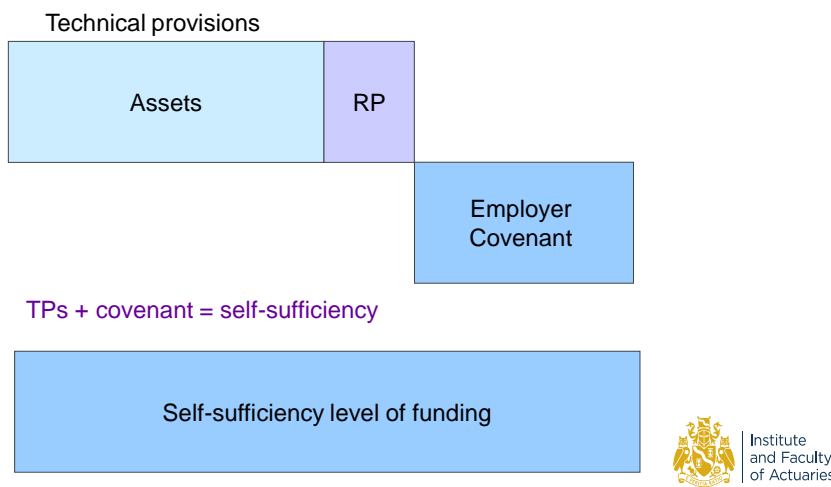 Technical provisions
Assets
RP
Employer
Covenant
TPs + covenant = self-sufficiency
Self-sufficiency level of funding
Institute
and Faculty
of Actuaries